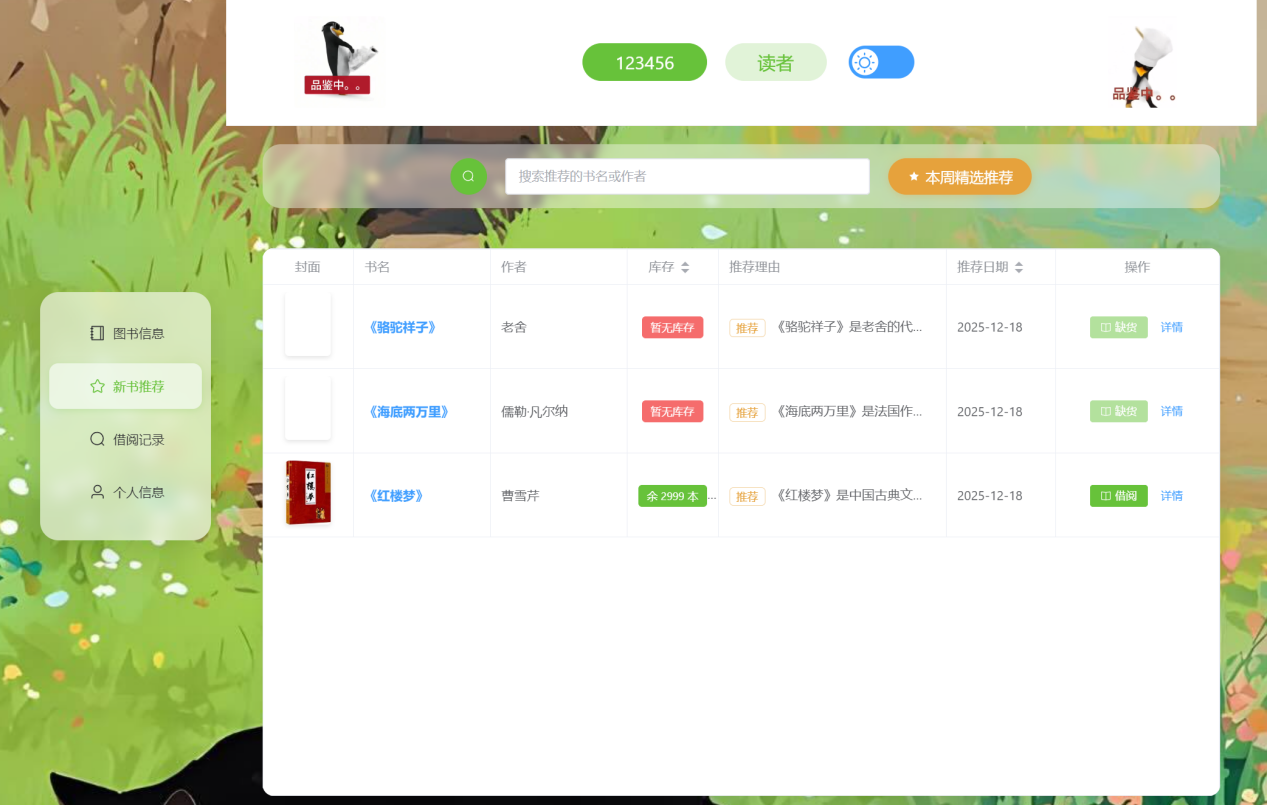 品鉴中。。
123456
读者
品鉴中。。
搜索推荐的书名或作者
本周精选推荐
图书信息
新书推荐
借阅记录
个人信息
封面 书名 作者 库存 推荐理由 推荐日期 操作
《骆驼祥子》 老舍 暂无库存 推荐 《骆驼祥子》是老舍的代... 2025-12-18 缺货 详情
《海底两万里》 儒勒·凡尔纳 暂无库存 推荐 《海底两万里》是法国作... 2025-12-18 缺货 详情
红楼梦
《红楼梦》 曹雪芹 余 2999 本 ... 推荐 《红楼梦》是中国古典文... 2025-12-18 借阅 详情